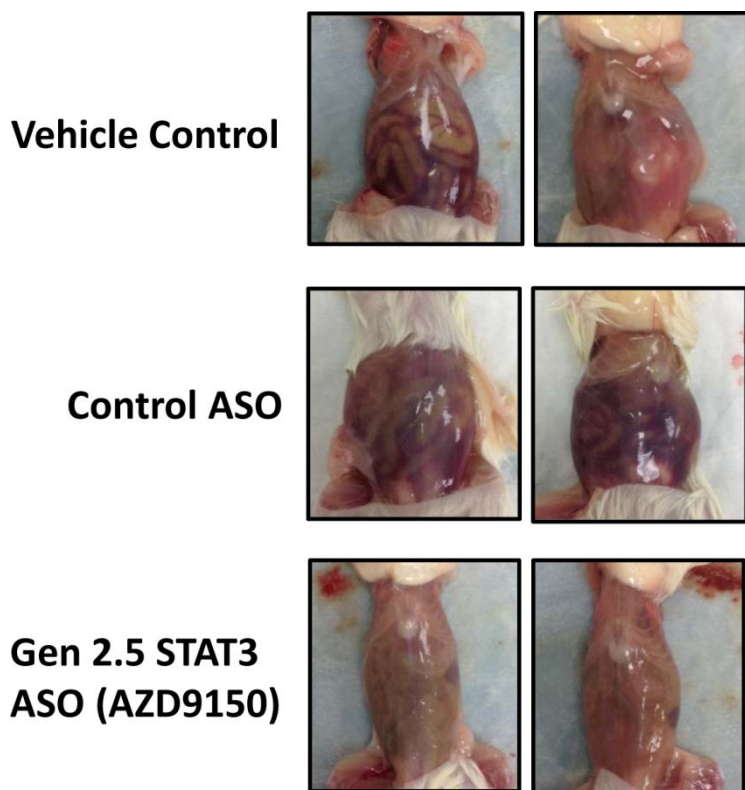 Vehicle Control
Control ASO
Gen 2.5 STAT3
ASO (AZD9150)